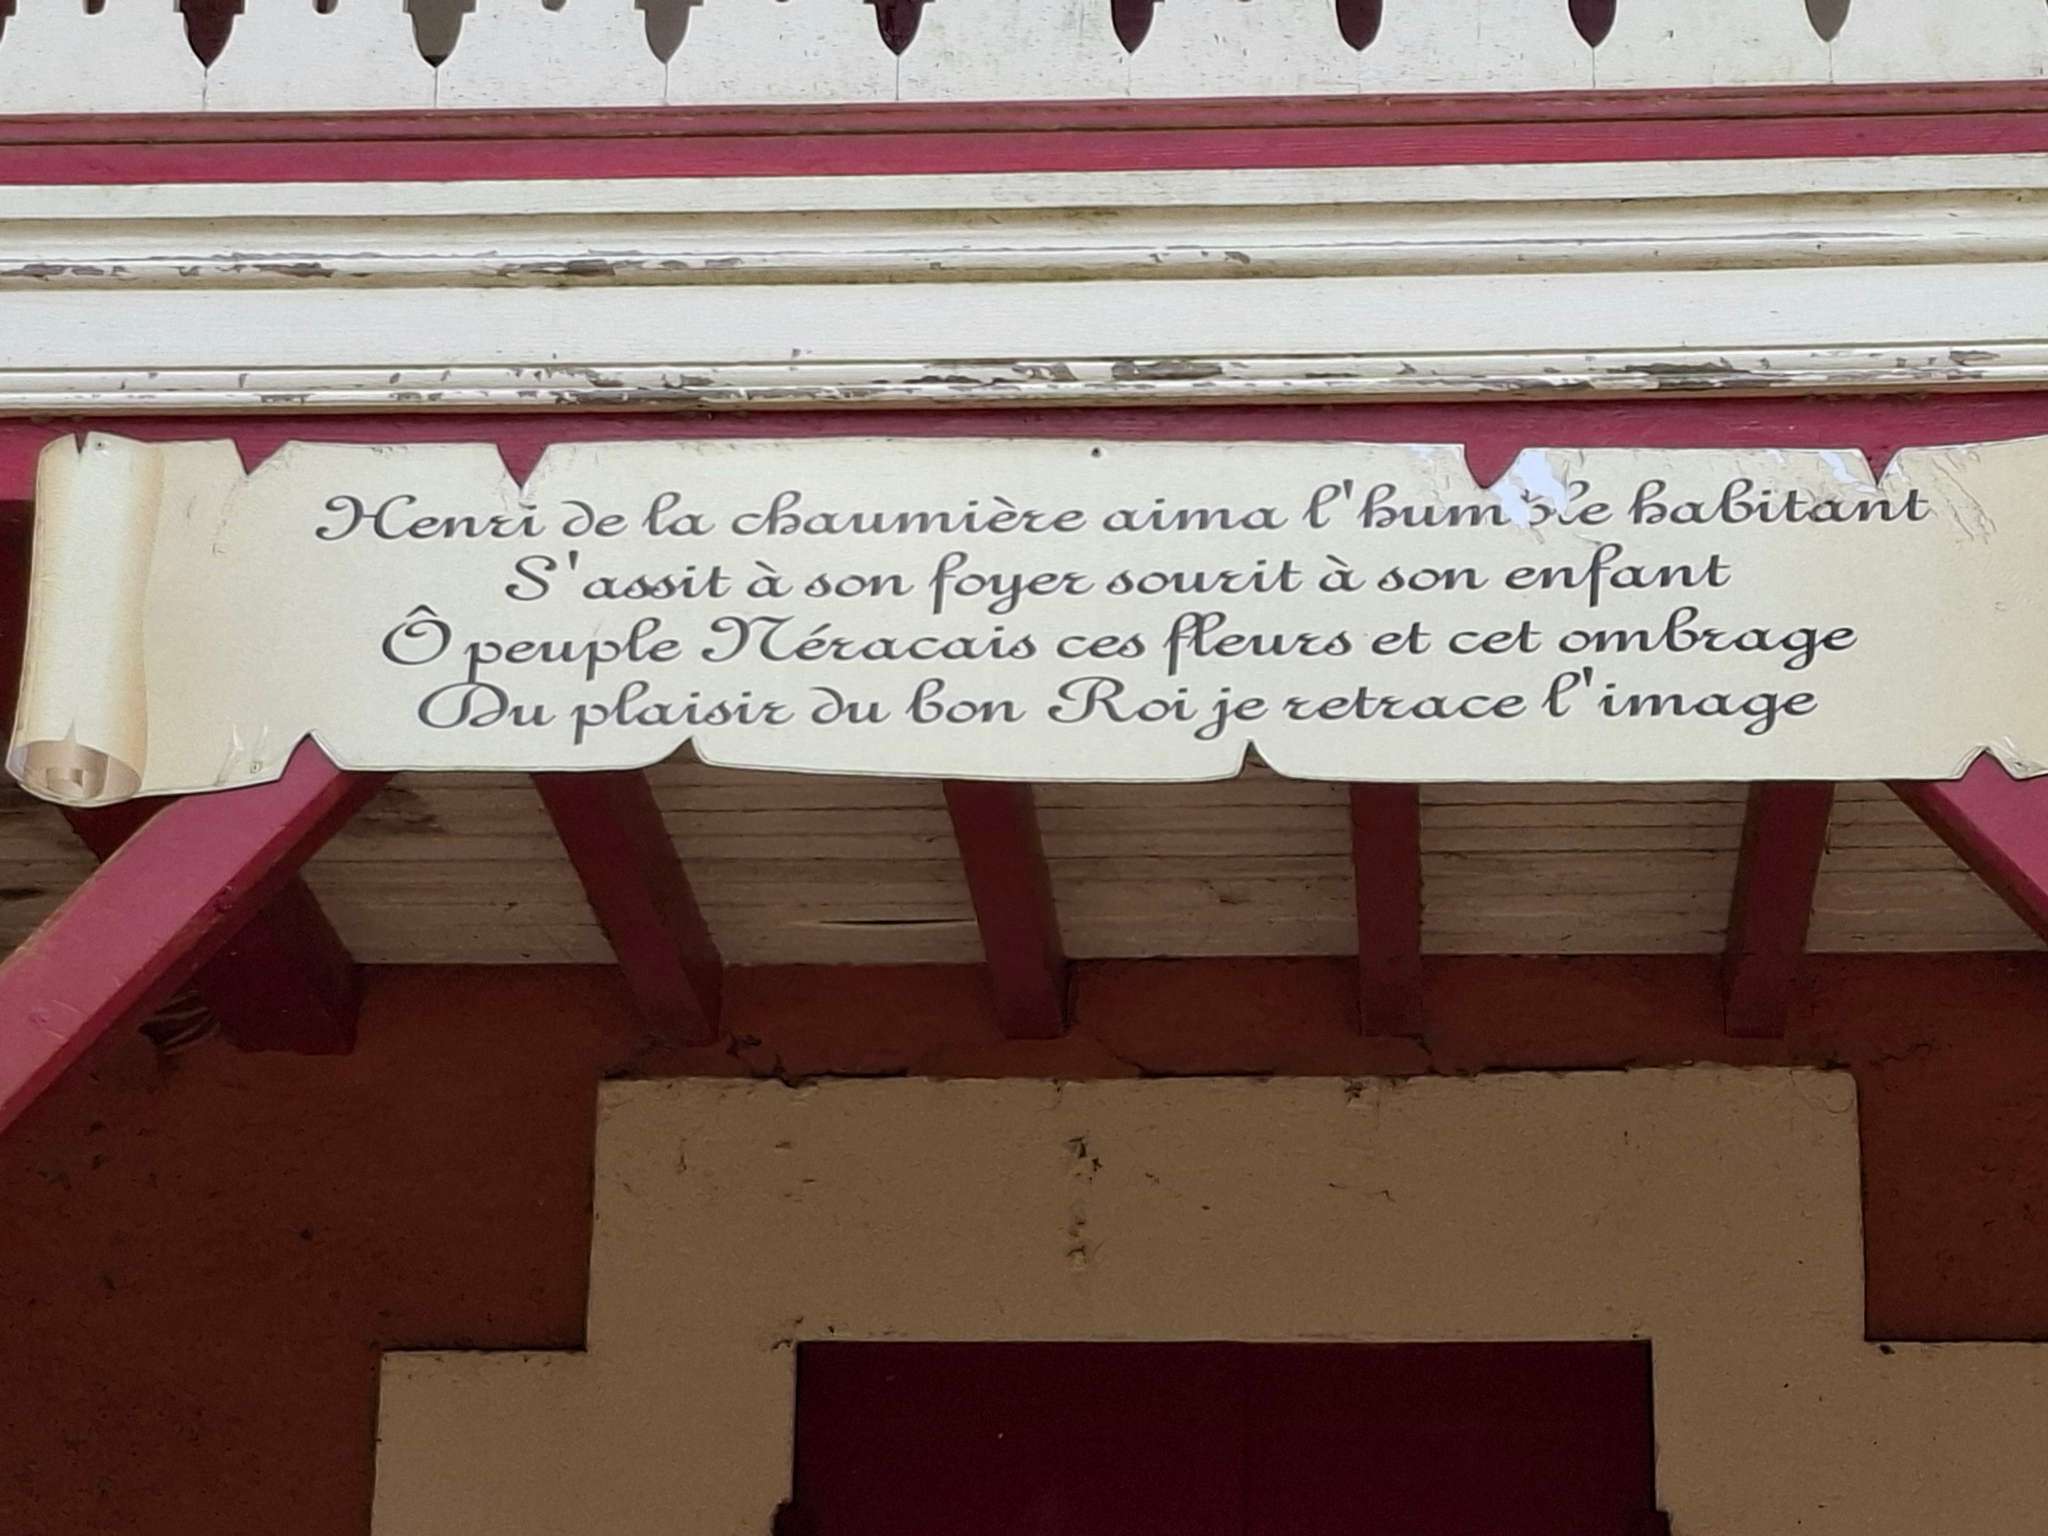 Henri de la chaumière aima l'humble habitant
S'assit à son foyer sourit à son enfant
Ô peuple Néracais ces fleurs et cet ombrage
Du plaisir du bon Roi je retrace l'image